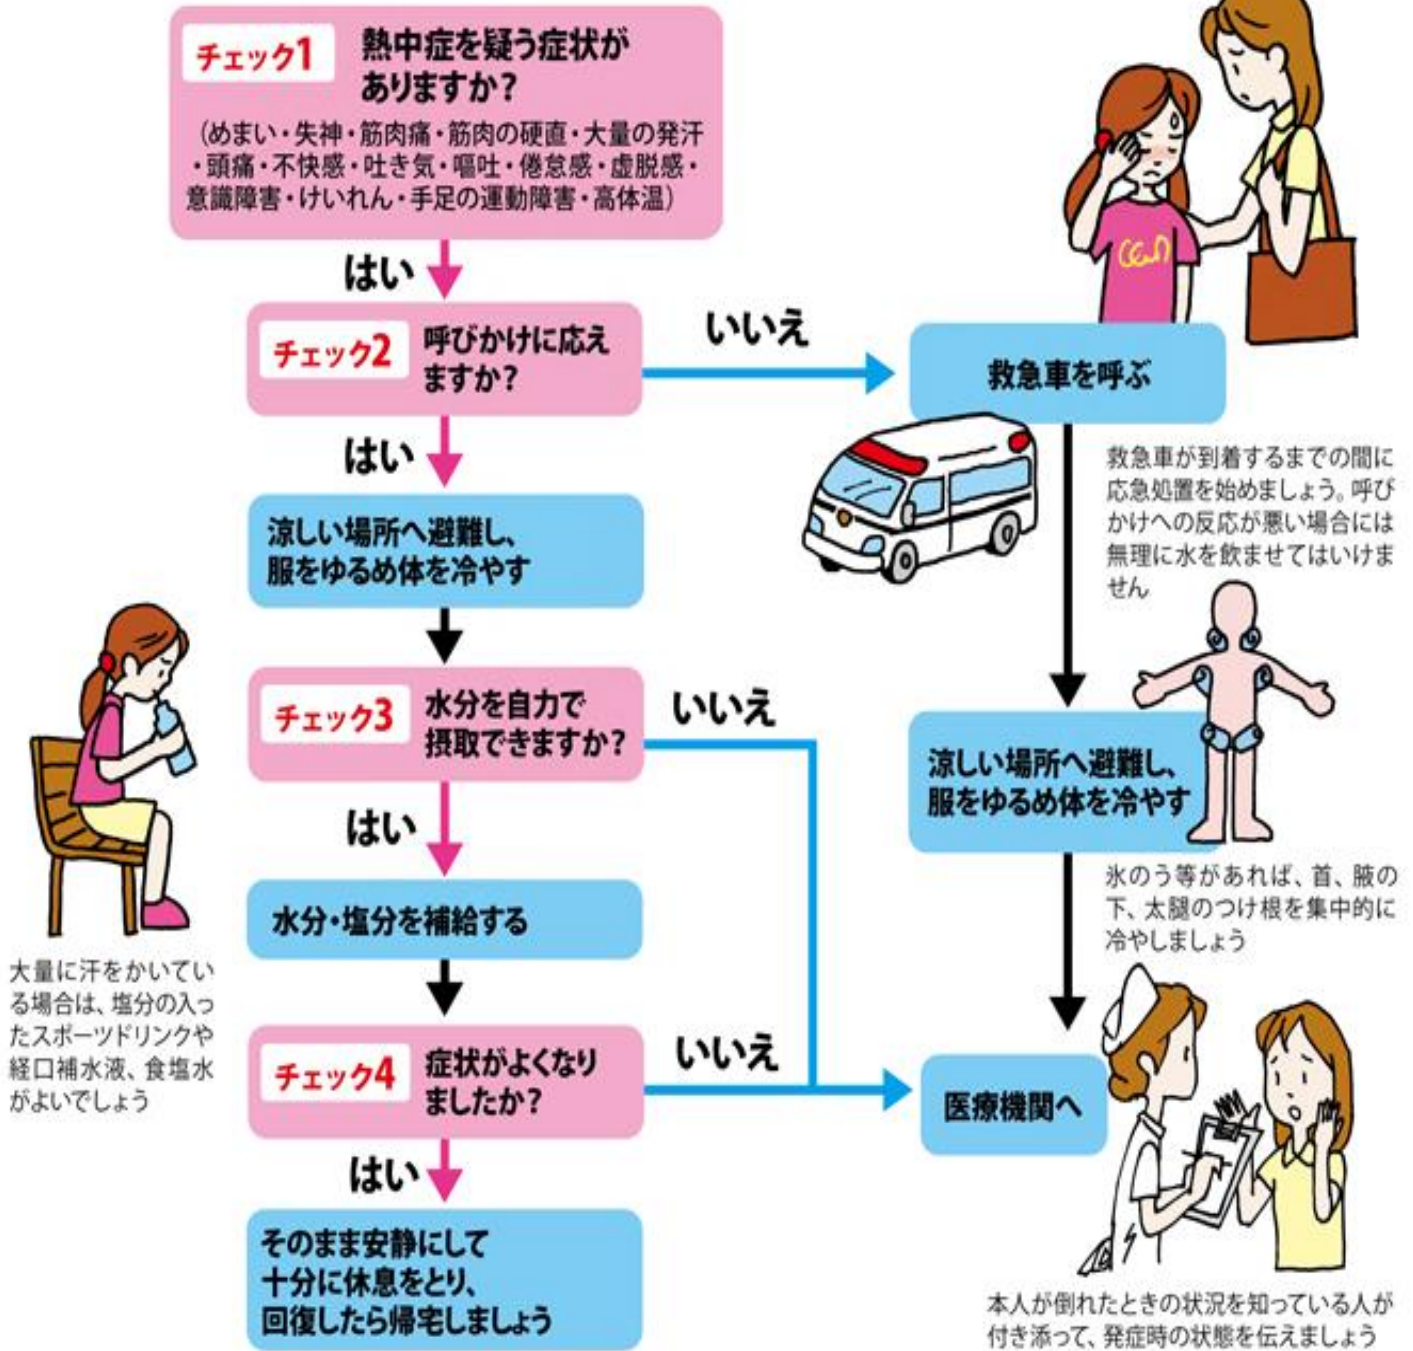 チェック1
熱中症を疑う症状が
ありますか?
(めまい・失神・筋肉痛・筋肉の硬直・大量の発汗
・頭痛・不快感・吐き気・嘔吐・倦怠感・虚脱感・
意識障害・けいれん・手足の運動障害・高体温)
はい
チェック2
呼びかけに応え
ますか?
いいえ
救急車を呼ぶ
救急車が到着するまでの間に
応急処置を始めましょう。呼び
かけへの反応が悪い場合には
無理に水を飲ませてはいけま
せん
はい
涼しい場所へ避難し、
服をゆるめ体を冷やす
チェック3
水分を自力で
摂取できますか?
いいえ
涼しい場所へ避難し、
服をゆるめ体を冷やす
氷のう等があれば、首、腋の
下、太腿のつけ根を集中的に
冷やしましょう
はい
水分・塩分を補給する
大量に汗をかいてい
る場合は、塩分の入っ
たスポーツドリンクや
経口補水液、食塩水
がよいでしょう
チェック4
症状がよくなり
ましたか?
いいえ
医療機関へ
はい
そのまま安静にして
十分に休息をとり、
回復したら帰宅しましょう
本人が倒れたときの状況を知っている人が
付き添って、発症時の状態を伝えましょう